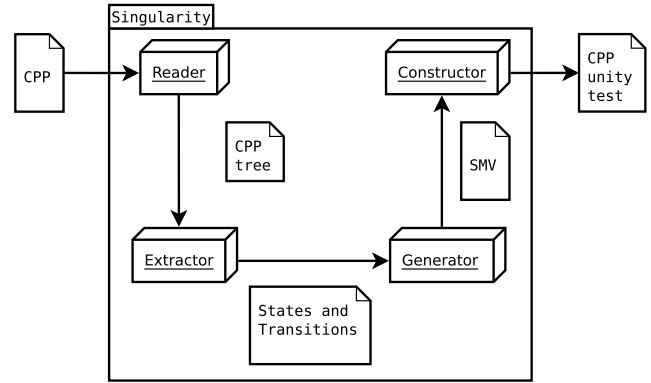 Singularity
CPP
Reader
Constructor
CPP
unity
test
CPP
tree
SMV
Extractor
Generator
States and
Transitions